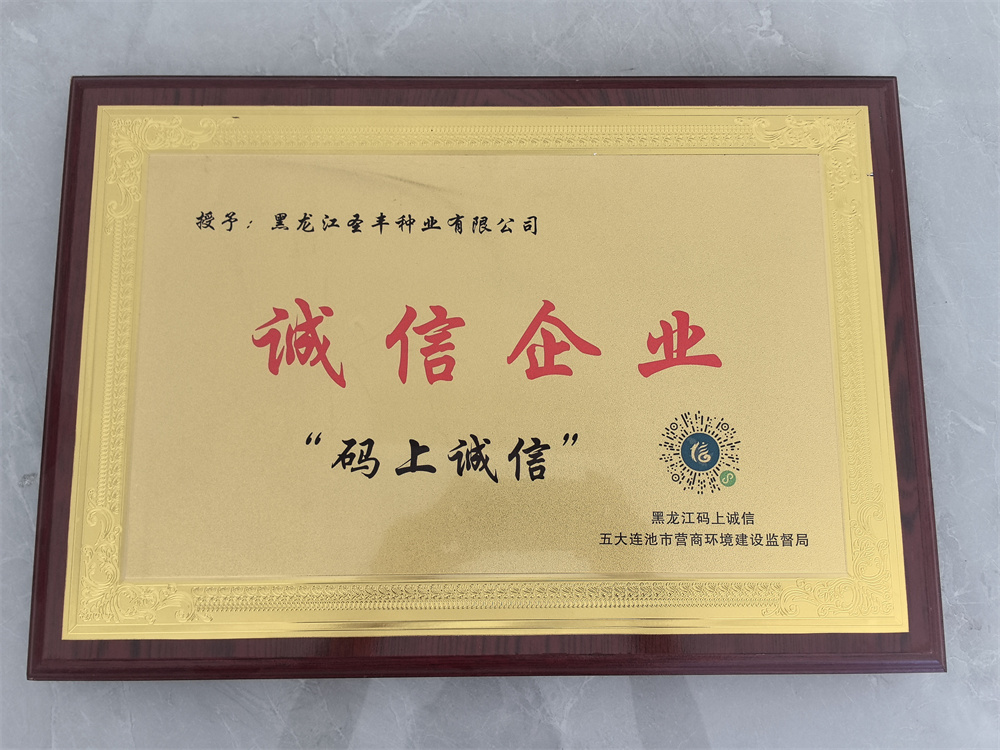 授予：黑龙江圣丰种业有限公司
诚信企业
“码上诚信”
信
黑龙江码上诚信
五大连池市营商环境建设监督局